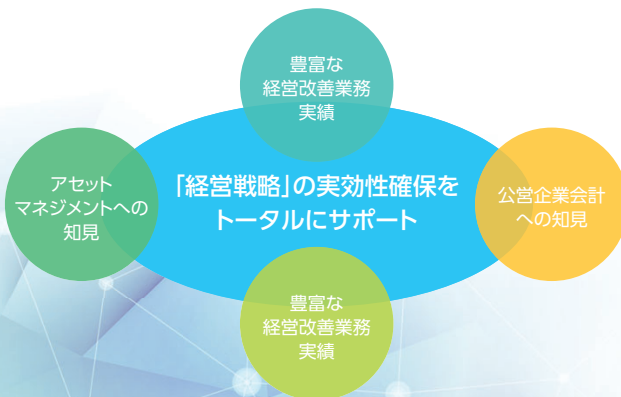 豊富な
経営改善業務
実績
アセット
マネジメントへの
知見
「経営戦略」の実効性確保を
トータルにサポート
公営企業会計
への知見
豊富な
経営改善業務
実績